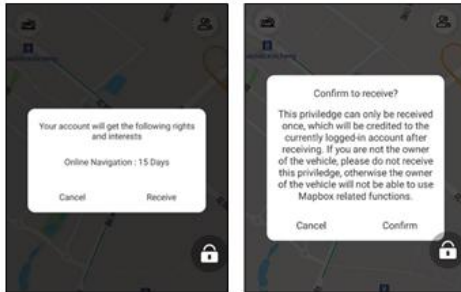 Your account will get the following rights
and interests
Online Navigation : 15 Days
Cancel Receive
Confirm to receive?
This priviledge can only be received
once, which will be credited to the
currently logged-in account after
receiving. If you are not the owner
of the vehicle, please do not receive
this priviledge, otherwise the owner
of the vehicle will not be able to use
Mapbox related functions.
Cancel Confirm